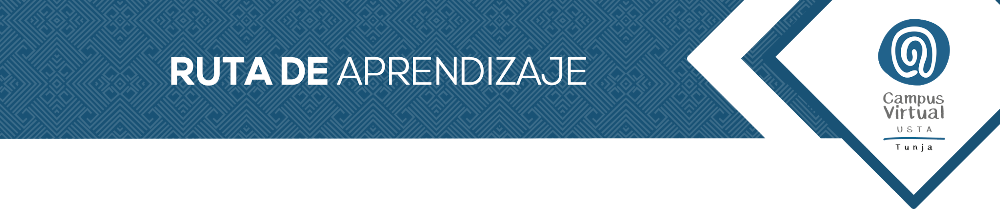 RUTA DE APRENDIZAJE
Campus
Virtual
USTA
Tunja